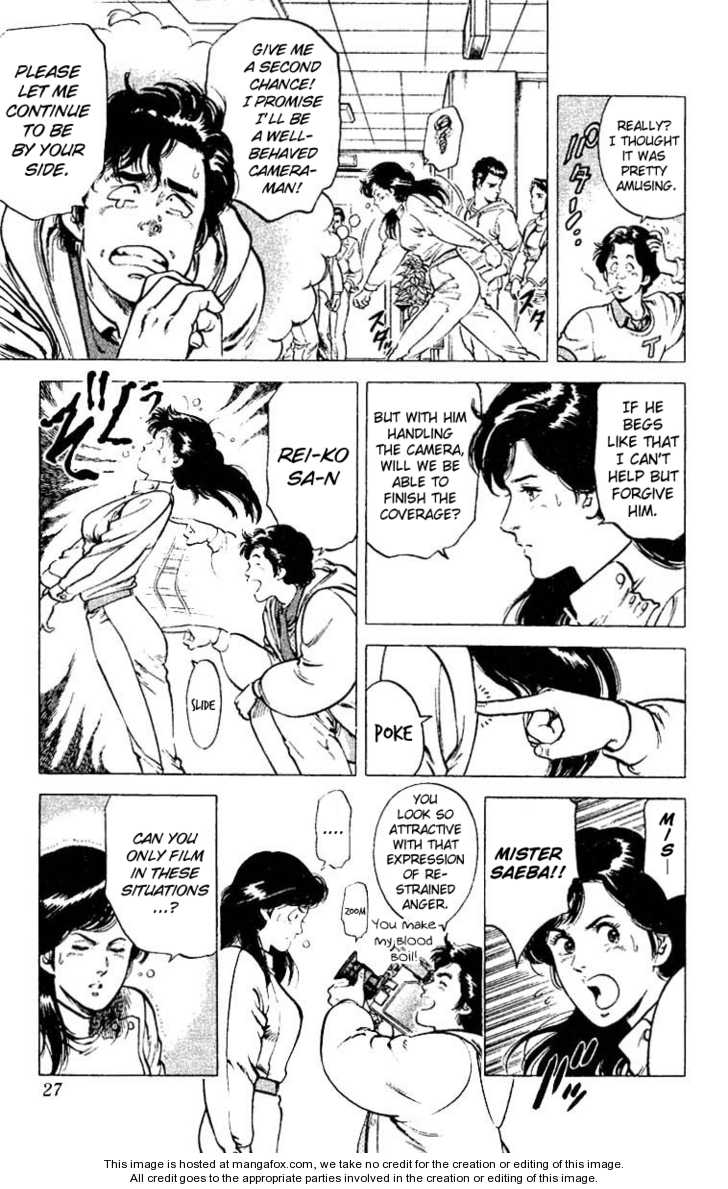 REALLY?
I THOUGHT
IT WAS
PRETTY
AMUSING.
GIVE ME
A SECOND
CHANCE!
I PROMISE
I'LL BE
A WELL-
BEHAVED
CAMERA-
MAN!
PLEASE
LET ME
CONTINUE
TO BE
BY YOUR
SIDE.
IF HE
BEGS
LIKE THAT
I CAN'T
HELP BUT
FORGIVE
HIM.
BUT WITH HIM
HANDLING
THE CAMERA,
WILL WE BE
ABLE TO
FINISH THE
COVERAGE?
POKE
REI-KO
SA-N
SLIDE
MIS-
MISTER
SAEBA!!
YOU
LOOK SO
ATTRACTIVE
WITH THAT
EXPRESSION
OF RE-
STRAINED
ANGER.
You make
my blood
boil!
ZOOM
....
CAN YOU
ONLY FILM
IN THESE
SITUATIONS
...?
T
27
This image is hosted at mangafox.com, we take no credit for the creation or editing of this image.
All credit goes to the appropriate parties involved in the creation or editing of this image.